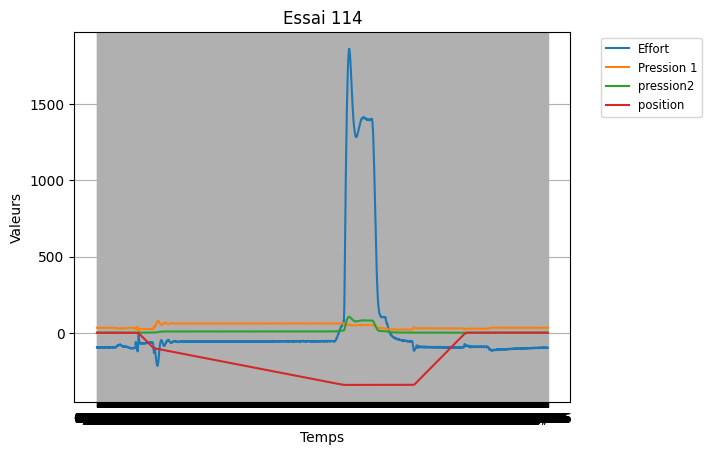 Essai 114
Effort
Pression 1
pression2
position
Valeurs
1500
1000
500
0
Temps